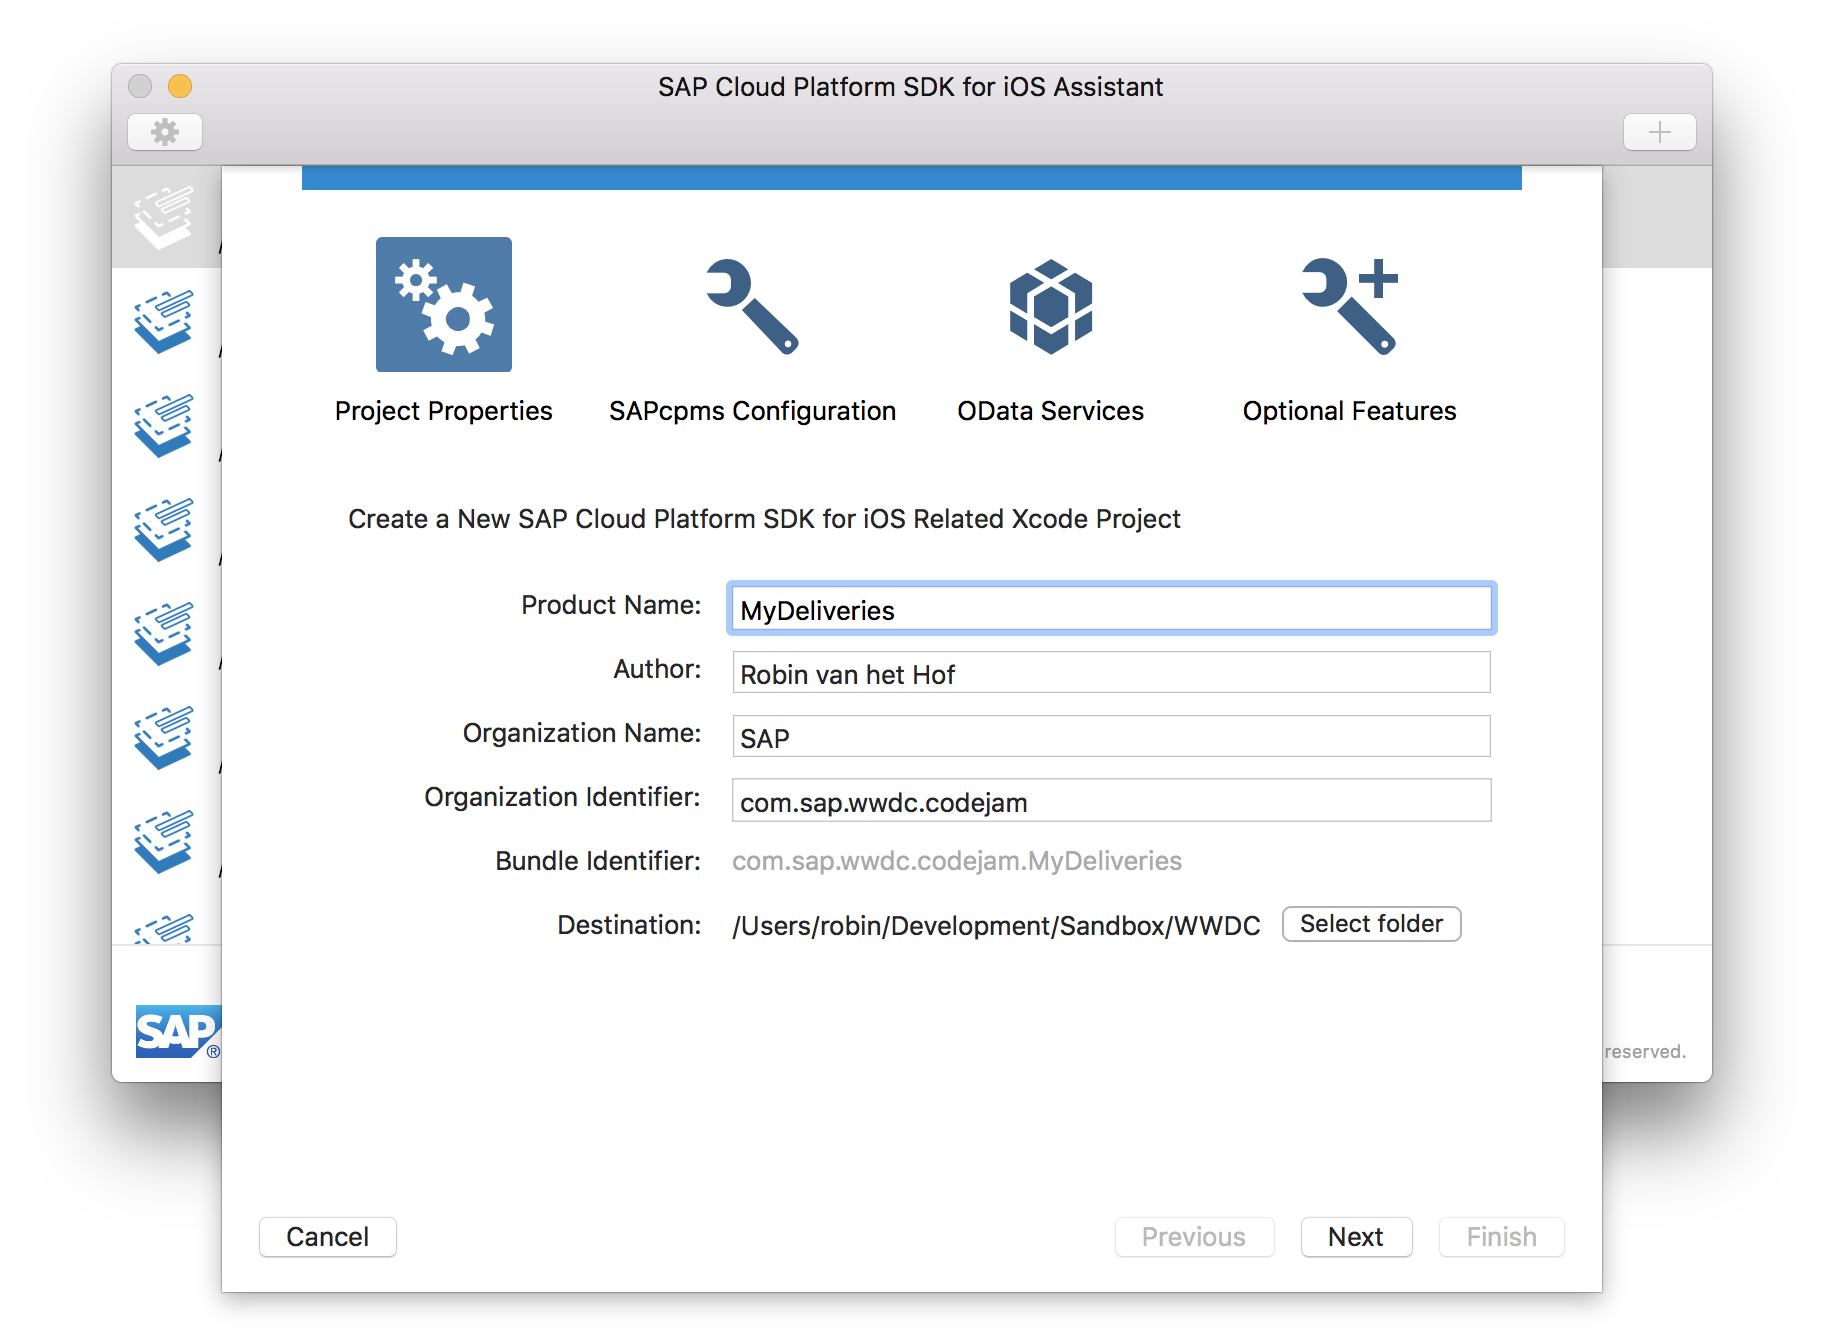 SAP Cloud Platform SDK for iOS Assistant
Project Properties
SAPcpms Configuration
OData Services
Optional Features
Create a New SAP Cloud Platform SDK for iOS Related Xcode Project
Product Name: MyDeliveries
Author: Robin van het Hof
Organization Name: SAP
Organization Identifier: com.sap.wwdc.codejam
Bundle Identifier: com.sap.wwdc.codejam.MyDeliveries
Destination: /Users/robin/Development/Sandbox/WWDC Select folder
SAP®
reserved.
Cancel Previous Next Finish